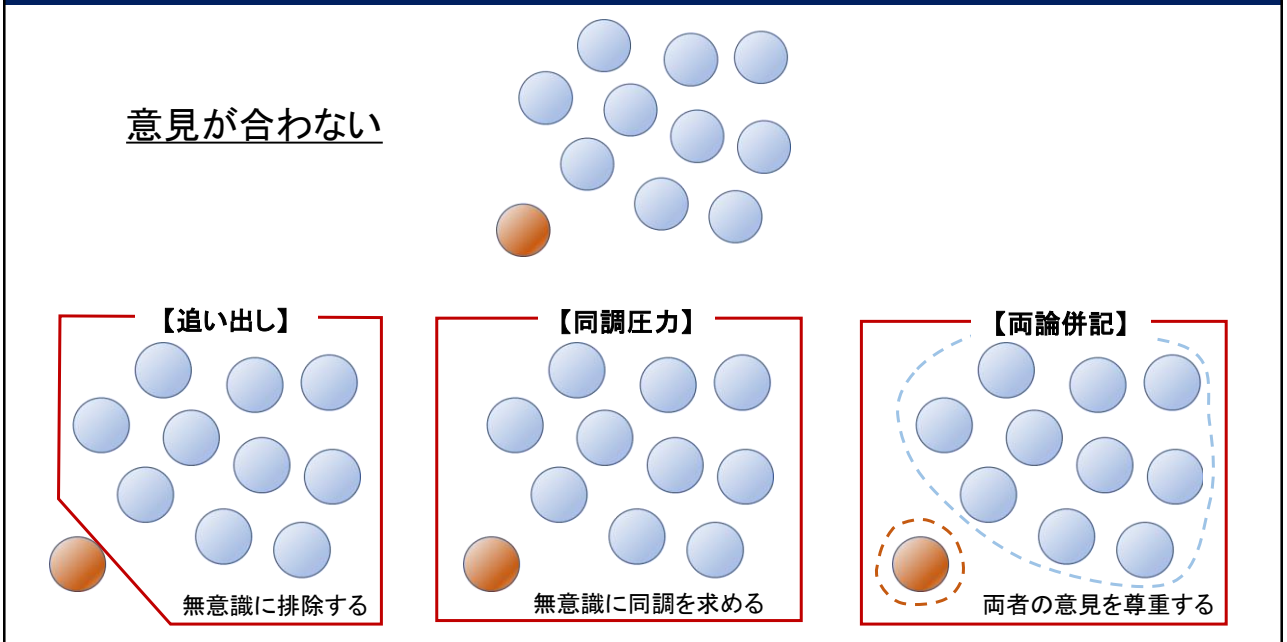 意見が合わない
【追い出し】
無意識に排除する
【同調圧力】
無意識に同調を求める
【両論併記】
両者の意見を尊重する